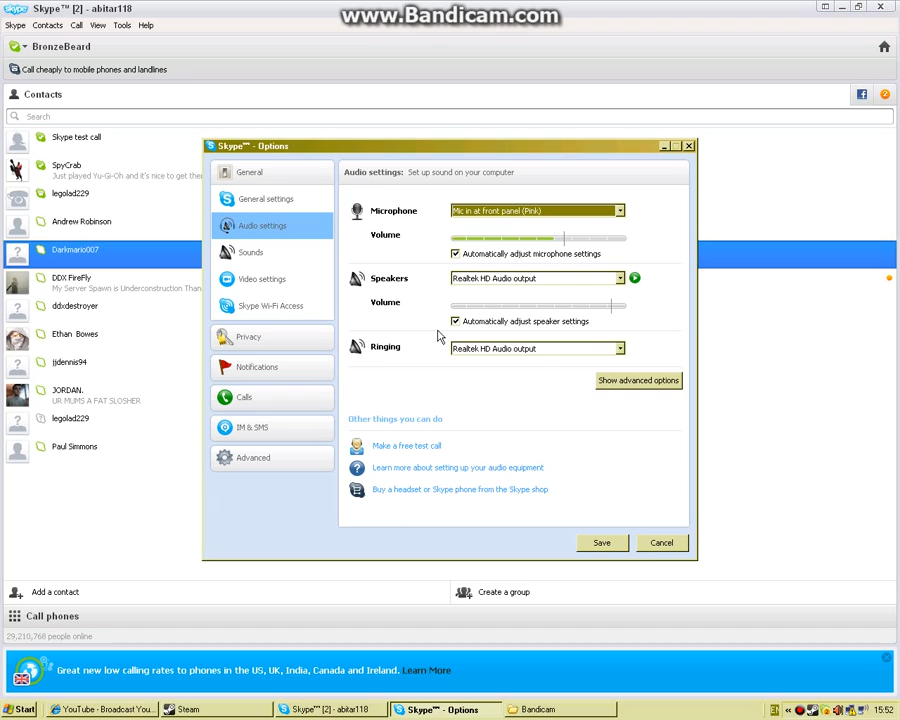 Skype™ [2] - abitar118
www.Bandicam.com
Skype Contacts Call View Tools Help
BronzeBeard
Call cheaply to mobile phones and landlines
Contacts
2
Search
Skype test call
SpyCrab
Just played Yu-Gi-Oh and it's nice to get the
legolad229
Andrew Robinson
Darkmario007
DDX FireFly
My Server Spawn is Underconstruction Than
ddxdestroyer
Ethan Bowes
jjdennis94
JORDAN.
UR MUMS A FAT SLOSHER
legolad229
Paul Simmons
Skype™ - Options
General
General settings
Audio settings
Sounds
Video settings
Skype WiFi Access
Privacy
Notifications
Calls
IM & SMS
Advanced
Audio settings: Set up sound on your computer
Microphone Mic in at front panel (Pink)
Volume
Automatically adjust microphone settings
Speakers Realtek HD Audio output
Volume
Automatically adjust speaker settings
Ringing Realtek HD Audio output
Show advanced options
Other things you can do
Make a free test call
Learn more about setting up your audio equipment
Buy a headset or Skype phone from the Skype shop
Save Cancel
Add a contact
Create a group
Call phones
29,210,768 people online
Great new low calling rates to phones in the US, UK, India, Canada and Ireland. Learn More
Start YouTube - Broadcast You... Steam Skype™ [2] - abitar118 Skype™ - Options Bandicam EN 15:52